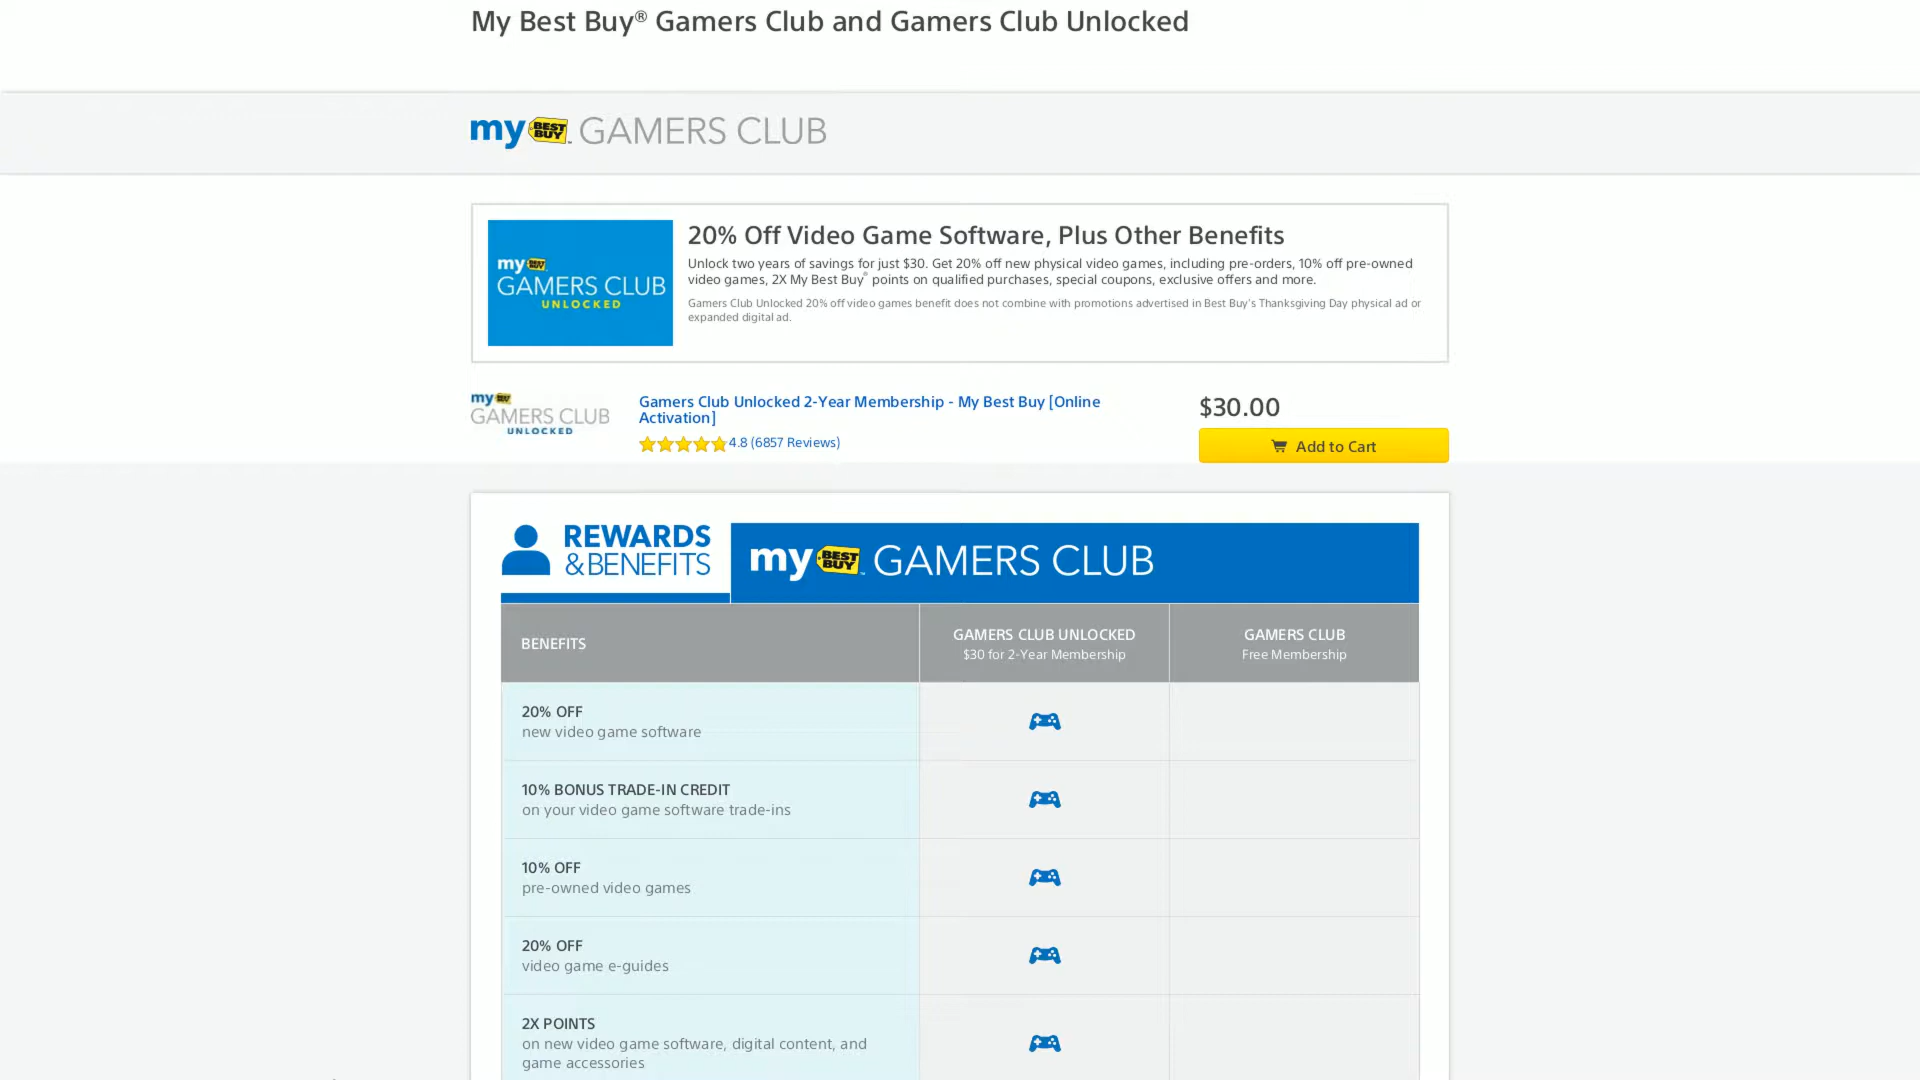 My Best Buy® Gamers Club and Gamers Club Unlocked
my BEST BUY™ GAMERS CLUB
my BEST BUY
GAMERS CLUB
UNLOCKED
20% Off Video Game Software, Plus Other Benefits
Unlock two years of savings for just $30. Get 20% off new physical video games, including pre-orders, 10% off pre-owned
video games, 2X My Best Buy® points on qualified purchases, special coupons, exclusive offers and more.
Gamers Club Unlocked 20% off video games benefit does not combine with promotions advertised in Best Buy's Thanksgiving Day physical ad or
expanded digital ad.
my BEST BUY
GAMERS CLUB
UNLOCKED
Gamers Club Unlocked 2-Year Membership - My Best Buy [Online
Activation]
4.8 (6857 Reviews)
$30.00
Add to Cart
REWARDS
& BENEFITS
my BEST BUY™ GAMERS CLUB
BENEFITS
GAMERS CLUB UNLOCKED
$30 for 2-Year Membership
GAMERS CLUB
Free Membership
20% OFF
new video game software
10% BONUS TRADE-IN CREDIT
on your video game software trade-ins
10% OFF
pre-owned video games
20% OFF
video game e-guides
2X POINTS
on new video game software, digital content, and
game accessories